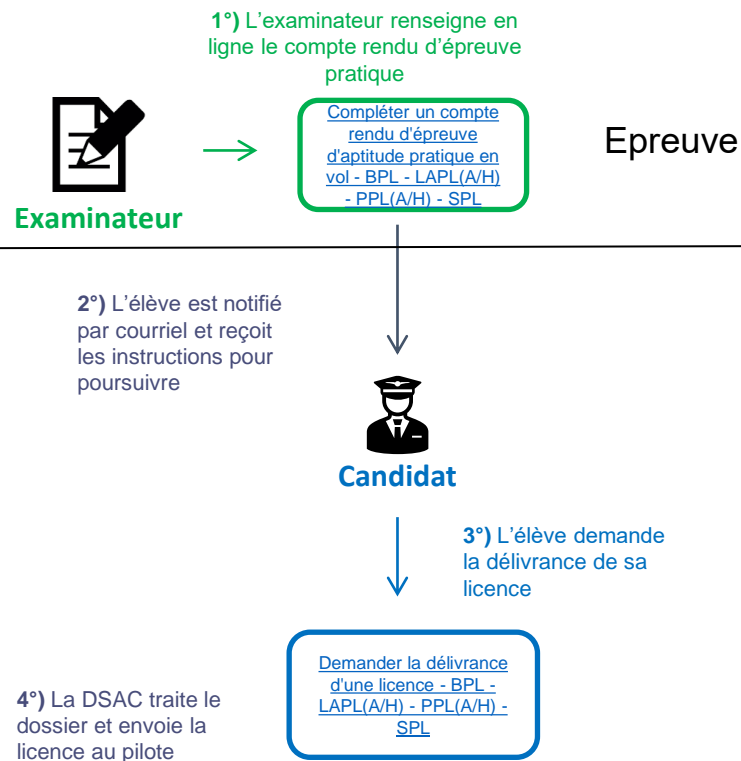 1°) L'examinateur renseigne en
ligne le compte rendu d'épreuve
pratique
Compléter un compte
rendu d'épreuve
d'aptitude pratique en
vol - BPL - LAPL(A/H)
- PPL(A/H) - SPL
Epreuve
Examinateur
2°) L'élève est notifié
par courriel et reçoit
les instructions pour
poursuivre
Candidat
3°) L'élève demande
la délivrance de sa
licence
Demander la délivrance
d'une licence - BPL -
LAPL(A/H) - PPL(A/H) -
SPL
4°) La DSAC traite le
dossier et envoie la
licence au pilote